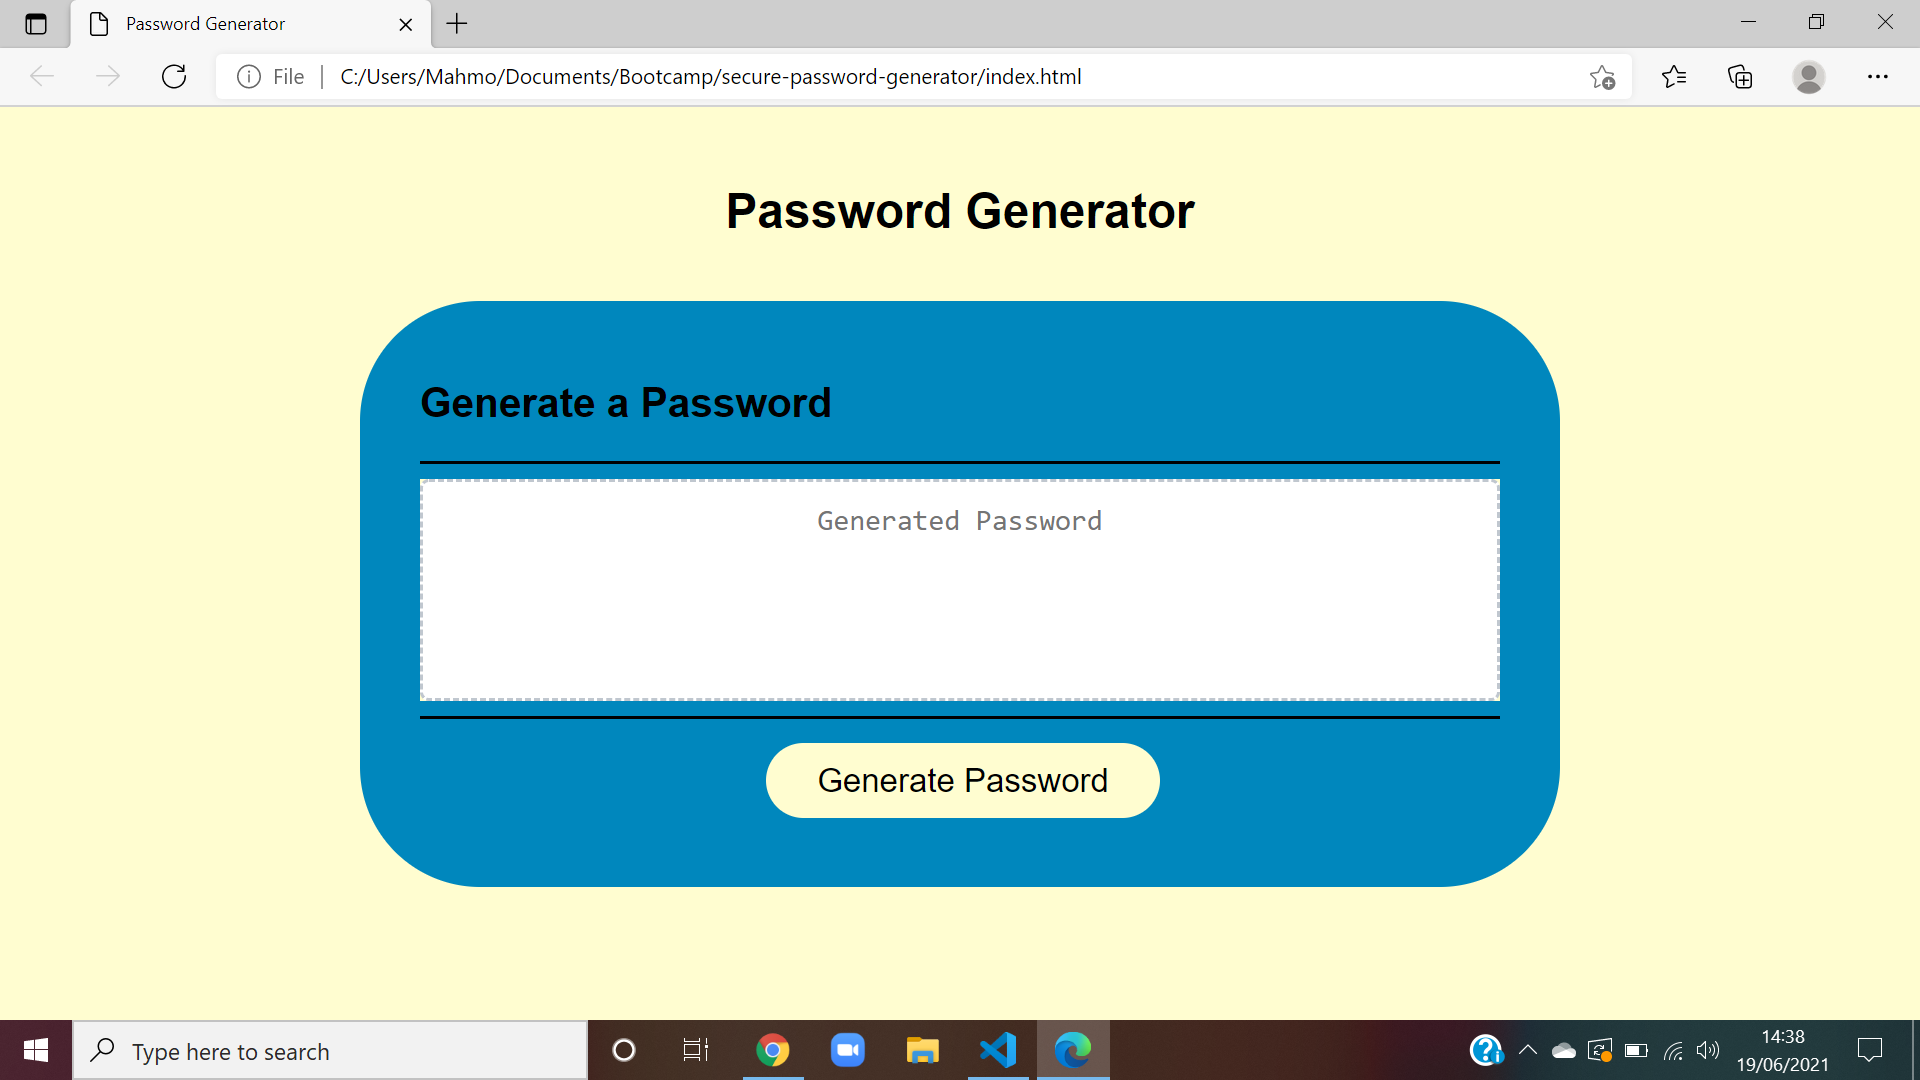 Password Generator
File
C:/Users/Mahmo/Documents/Bootcamp/secure-password-generator/index.html
Password Generator
Generate a Password
Generated Password
Generate Password
Type here to search
14:38
19/06/2021